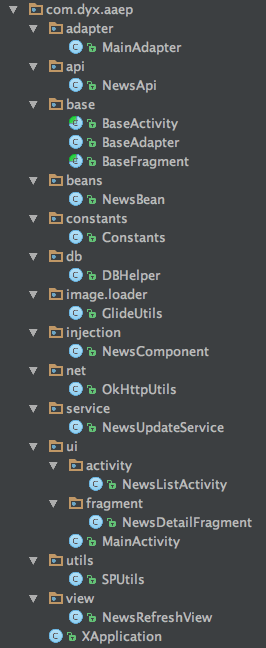 com.dyx.aaep
adapter
MainAdapter
api
NewsApi
base
BaseActivity
BaseAdapter
BaseFragment
beans
NewsBean
constants
Constants
db
DBHelper
image.loader
GlideUtils
injection
NewsComponent
net
OkHttpUtils
service
NewsUpdateService
ui
activity
NewsListActivity
fragment
NewsDetailFragment
MainActivity
utils
SPUtils
view
NewsRefreshView
XApplication